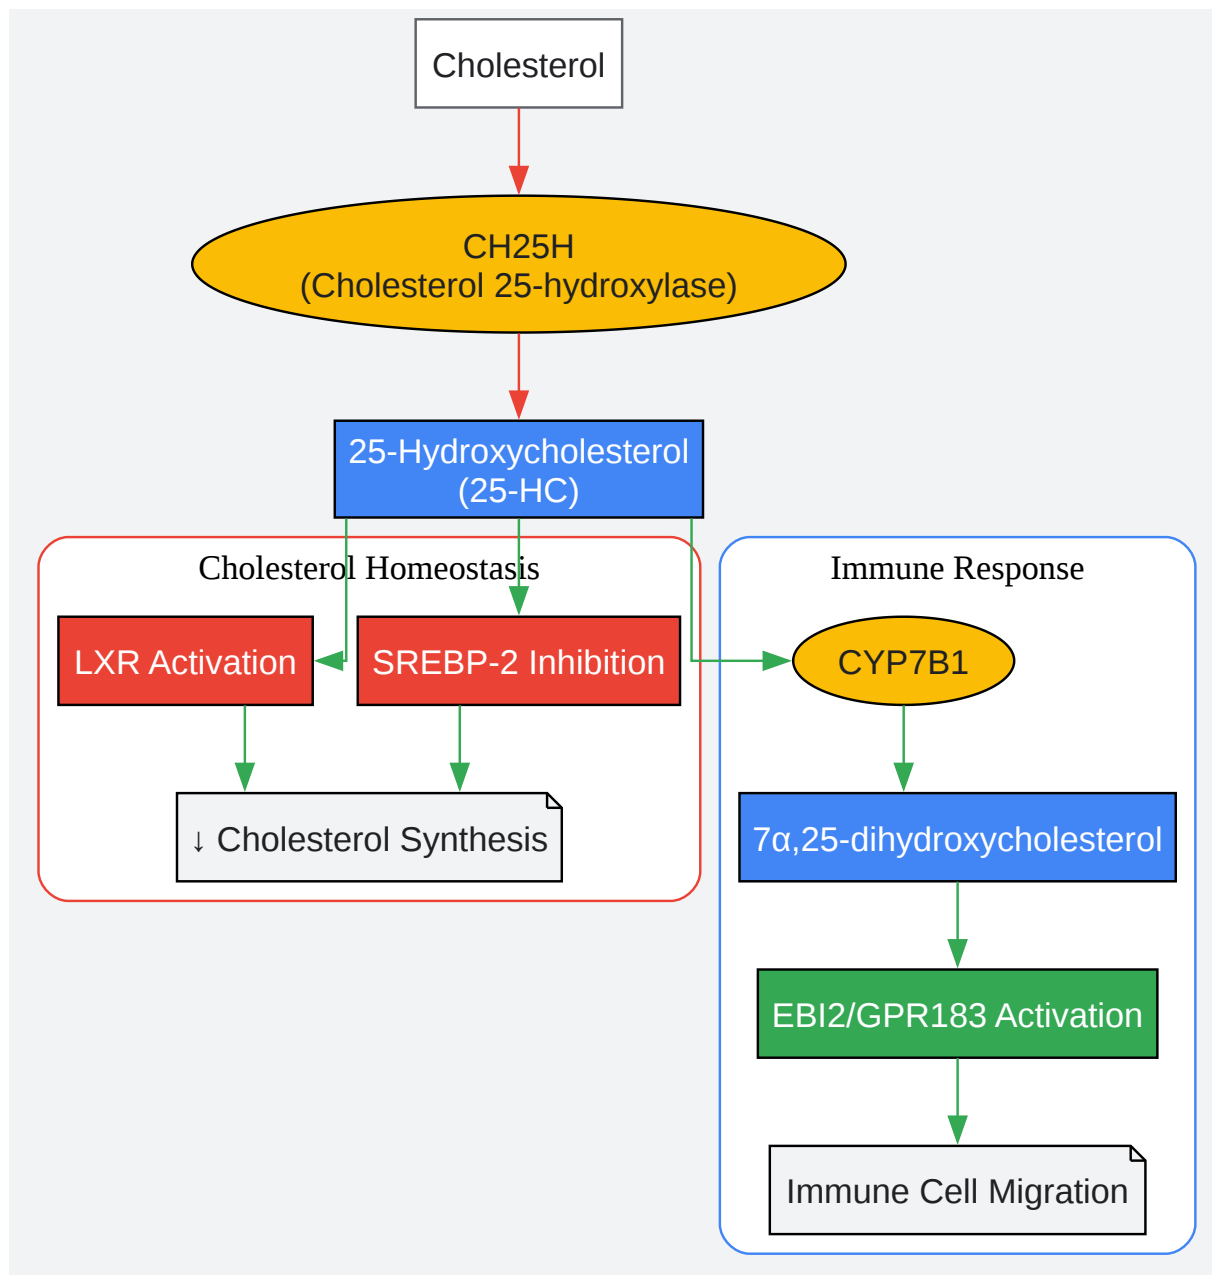 Cholesterol
CH25H
(Cholesterol 25-hydroxylase)
25-Hydroxycholesterol
(25-HC)
Cholesterol Homeostasis
LXR Activation
SREBP-2 Inhibition
↓ Cholesterol Synthesis
Immune Response
CYP7B1
7α,25-dihydroxycholesterol
EBI2/GPR183 Activation
Immune Cell Migration